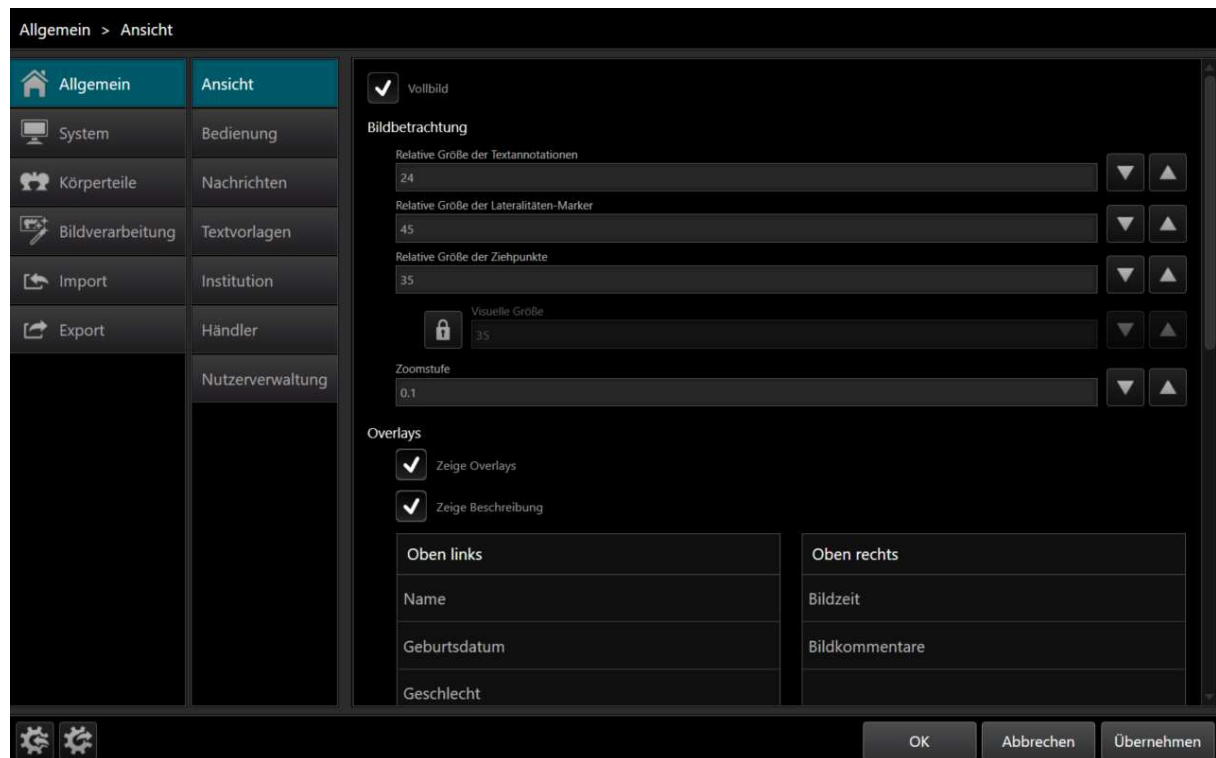 Allgemein > Ansicht
Allgemein
System
Körperteile
Bildverarbeitung
Import
Export
Ansicht
Bedienung
Nachrichten
Textvorlagen
Institution
Händler
Nutzerverwaltung
Vollbild
Bildbetrachtung
Relative Größe der Textannotationen
24
Relative Größe der Lateralitäten-Marker
45
Relative Größe der Ziehpunkte
35
Visuelle Größe
35
Zoomstufe
0.1
Overlays
Zeige Overlays
Zeige Beschreibung
Oben links
Name
Geburtsdatum
Geschlecht
Oben rechts
Bildzeit
Bildkommentare
OK
Abbrechen
Übernehmen